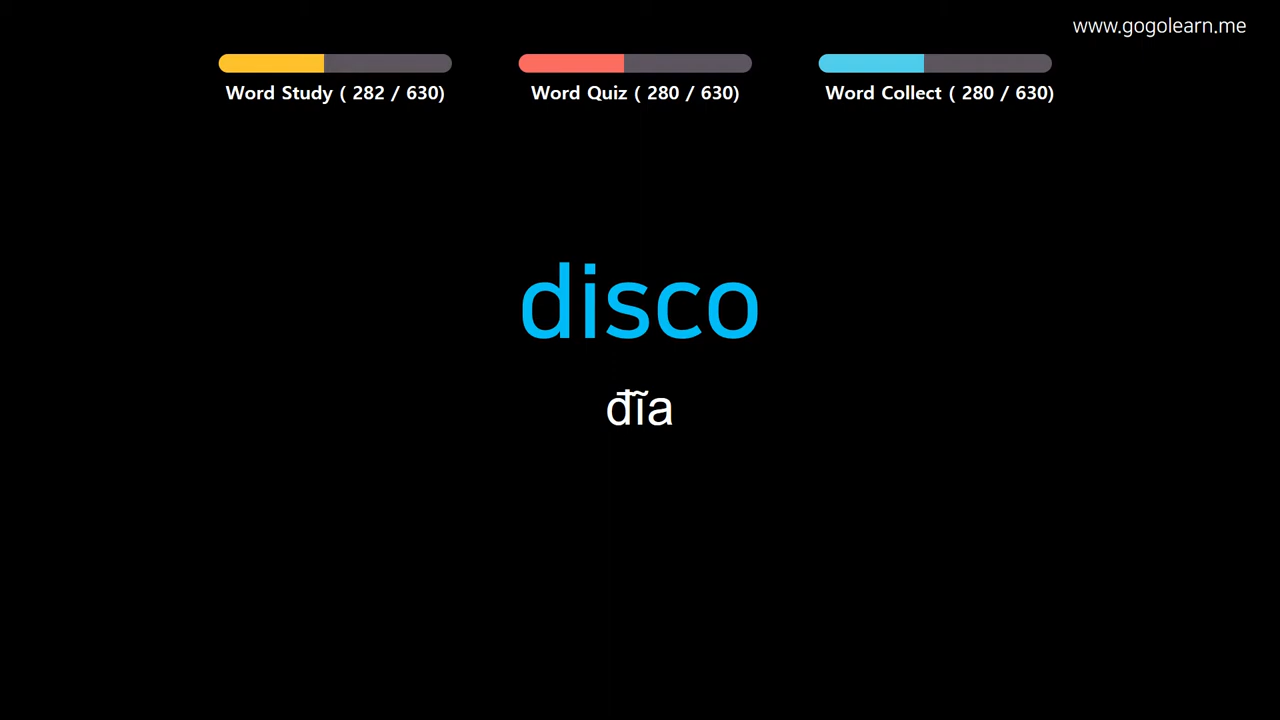 www.gogolearn.me
Word Study ( 282 / 630)
Word Quiz ( 280 / 630)
Word Collect ( 280 / 630)
disco
đĩa